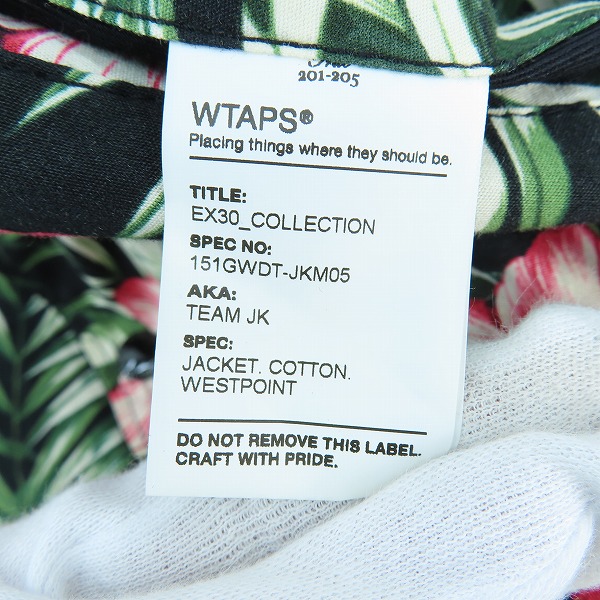 201-205
WTAPS®
Placing things where they should be.
TITLE:
EX30_COLLECTION
SPEC NO:
151GWDT-JKM05
AKA:
TEAM JK
SPEC:
JACKET. COTTON.
WESTPOINT
DO NOT REMOVE THIS LABEL.
CRAFT WITH PRIDE.